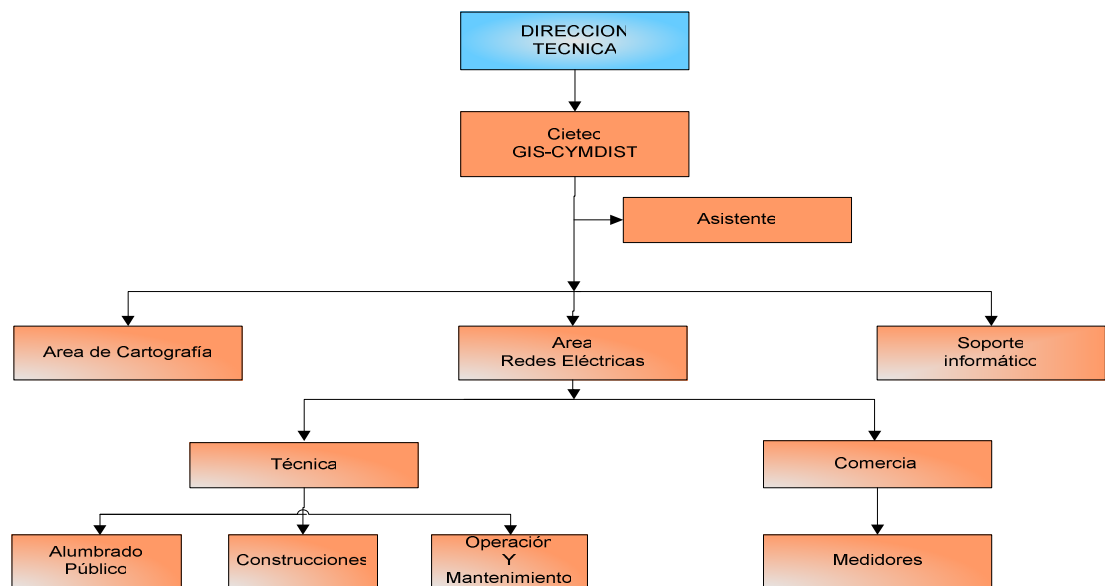 DIRECCION
TECNICA
Cietec
GIS-CYMDIST
Asistente
Area de Cartografía
Area
Redes Eléctricas
Soporte
informático
Técnica
Comercia
Alumbrado
Público
Construcciones
Operación
Y
Mantenimiento
Medidores